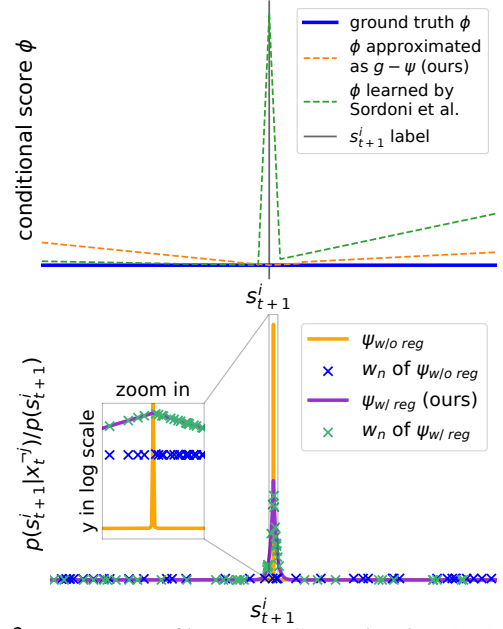 conditional score ϕ
ground truth ϕ
ϕ approximated
as g − ψ (ours)
ϕ learned by
Sordoni et al.
s^i_{t+1} label
s^i_{t+1}
p(s^i_{t+1}|x_t^{¬j})/p(s^i_{t+1})
zoom in
y in log scale
ψ_{w/o reg}
w_n of ψ_{w/o reg}
ψ_{w/ reg} (ours)
w_n of ψ_{w/ reg}
s^i_{t+1}